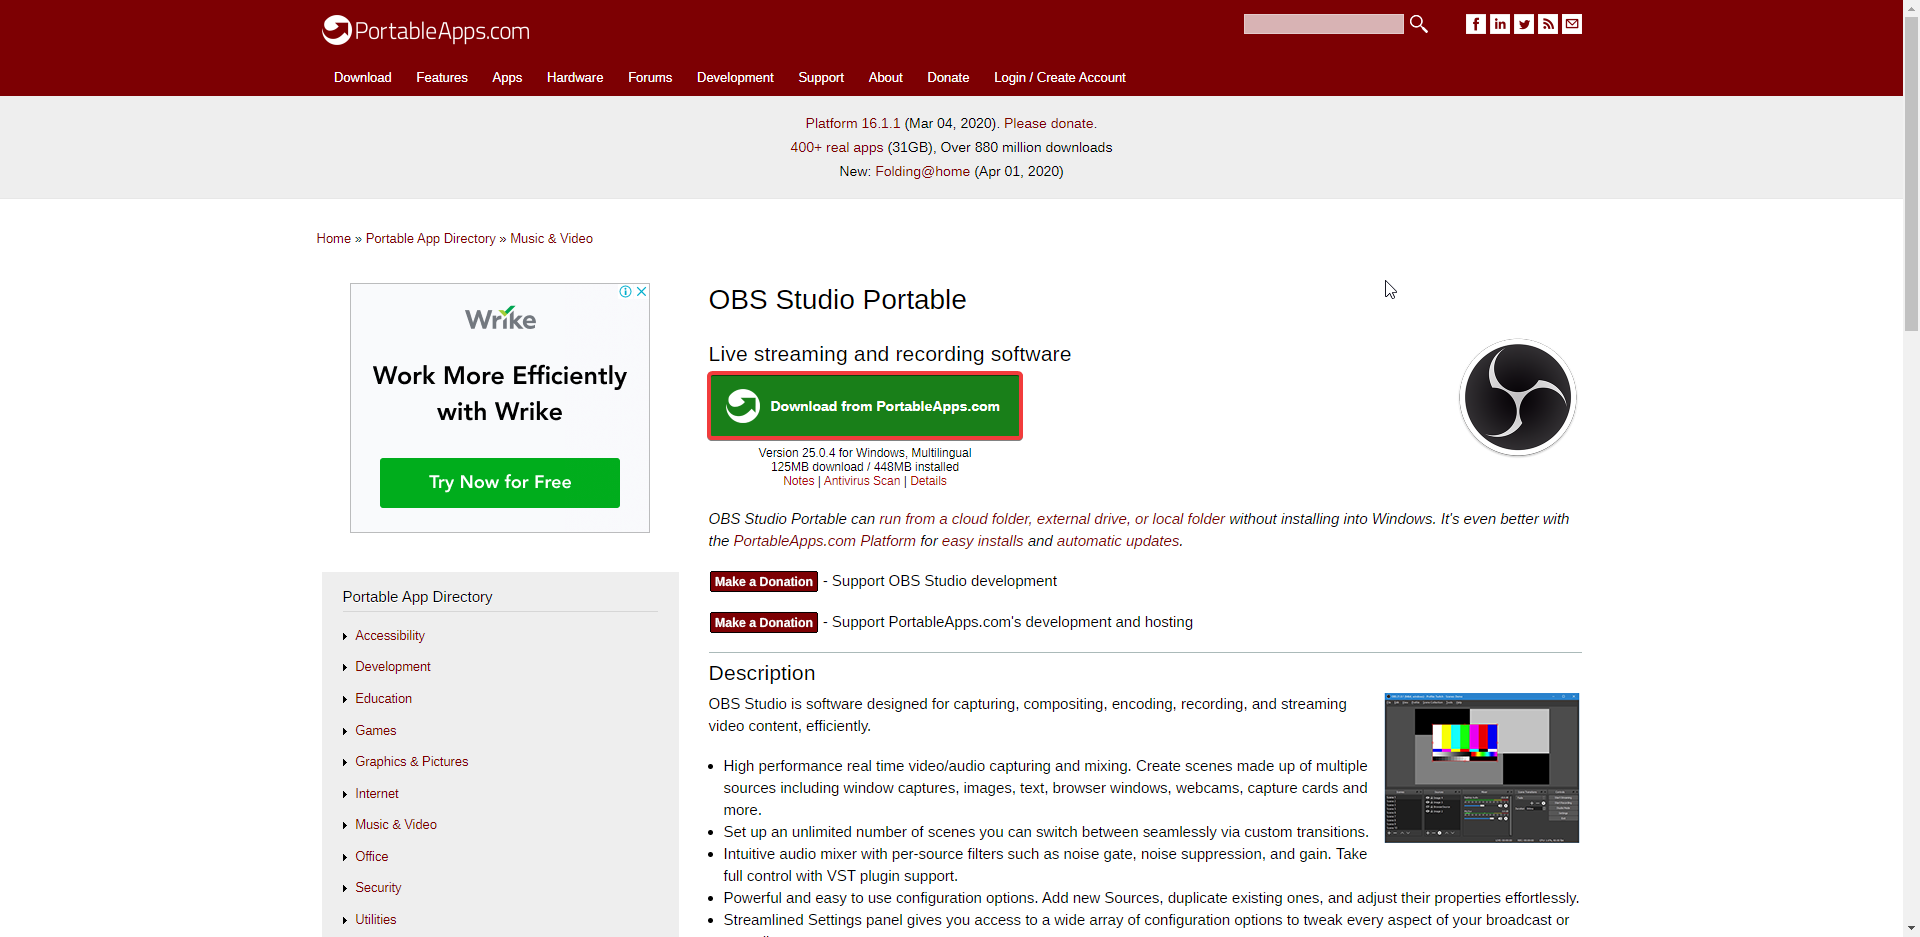 PortableApps.com
Download Features Apps Hardware Forums Development Support About Donate Login / Create Account
Platform 16.1.1 (Mar 04, 2020). Please donate.
400+ real apps (31GB), Over 880 million downloads
New: Folding@home (Apr 01, 2020)
Home » Portable App Directory » Music & Video
Wrike
Work More Efficiently
with Wrike
Try Now for Free
Portable App Directory
Accessibility
Development
Education
Games
Graphics & Pictures
Internet
Music & Video
Office
Security
Utilities
OBS Studio Portable
Live streaming and recording software
Download from PortableApps.com
Version 25.0.4 for Windows, Multilingual
125MB download / 448MB installed
Notes | Antivirus Scan | Details
OBS Studio Portable can run from a cloud folder, external drive, or local folder without installing into Windows. It's even better with
the PortableApps.com Platform for easy installs and automatic updates.
Make a Donation - Support OBS Studio development
Make a Donation - Support PortableApps.com's development and hosting
Description
OBS Studio is software designed for capturing, compositing, encoding, recording, and streaming
video content, efficiently.
High performance real time video/audio capturing and mixing. Create scenes made up of multiple
sources including window captures, images, text, browser windows, webcams, capture cards and
more.
Set up an unlimited number of scenes you can switch between seamlessly via custom transitions.
Intuitive audio mixer with per-source filters such as noise gate, noise suppression, and gain. Take
full control with VST plugin support.
Powerful and easy to use configuration options. Add new Sources, duplicate existing ones, and adjust their properties effortlessly.
Streamlined Settings panel gives you access to a wide array of configuration options to tweak every aspect of your broadcast or